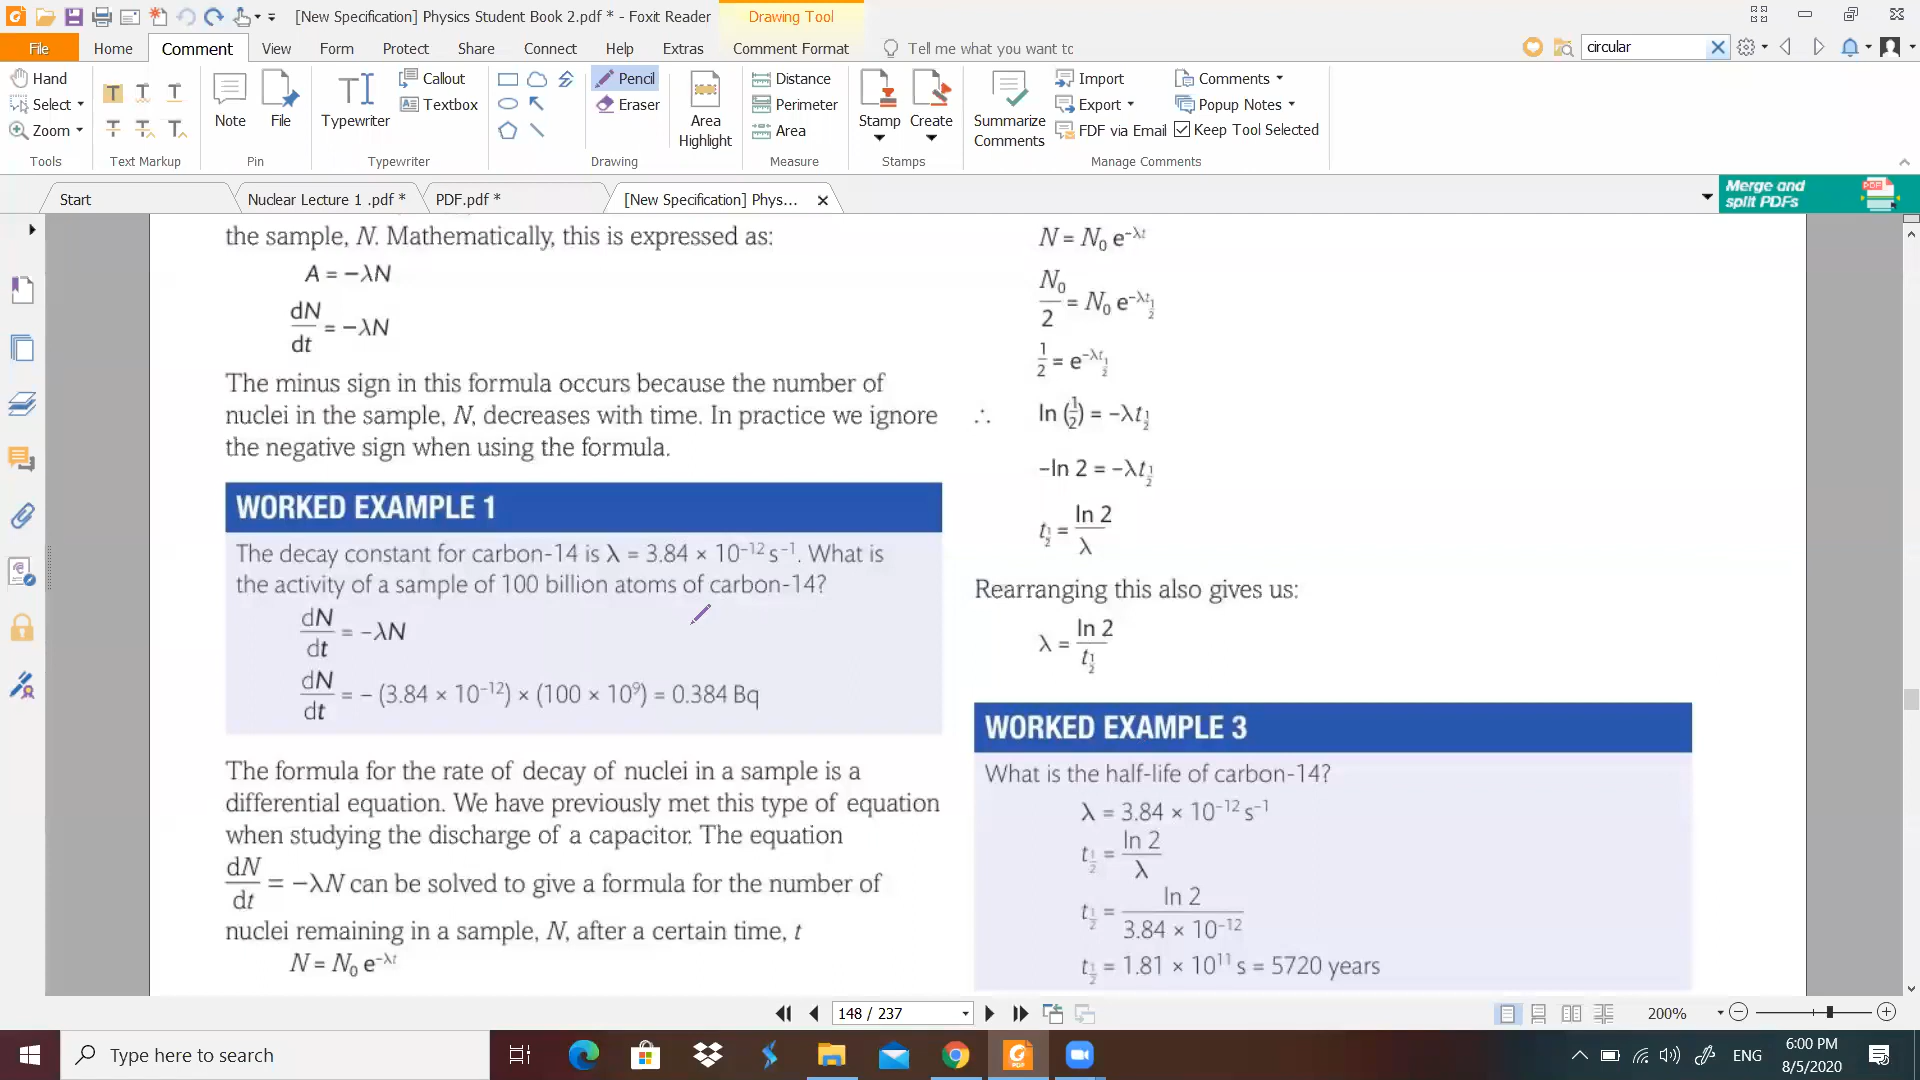 [New Specification] Physics Student Book 2.pdf * - Foxit Reader
Drawing Tool
File Home Comment View Form Protect Share Connect Help Extras Comment Format Tell me what you want to circular
Hand
Select
Zoom
Tools
Text Markup
Note File
Pin
Typewriter
Callout
Textbox
Typewriter
Pencil
Eraser
Area Highlight
Drawing
Distance
Perimeter
Area
Measure
Stamp Create
Stamps
Summarize Comments
Import
Export
FDF via Email
Comments
Popup Notes
Keep Tool Selected
Manage Comments
Start
Nuclear Lecture 1 .pdf *
PDF.pdf *
[New Specification] Phys...
Merge and split PDFs
the sample, N. Mathematically, this is expressed as:
A = −λN
dN/dt = −λN
The minus sign in this formula occurs because the number of
nuclei in the sample, N, decreases with time. In practice we ignore
the negative sign when using the formula.
WORKED EXAMPLE 1
The decay constant for carbon-14 is λ = 3.84 × 10⁻¹² s⁻¹. What is
the activity of a sample of 100 billion atoms of carbon-14?
dN/dt = −λN
dN/dt = − (3.84 × 10⁻¹²) × (100 × 10⁹) = 0.384 Bq
The formula for the rate of decay of nuclei in a sample is a
differential equation. We have previously met this type of equation
when studying the discharge of a capacitor. The equation
dN/dt = −λN can be solved to give a formula for the number of
nuclei remaining in a sample, N, after a certain time, t
N = N₀ e^−λt
N = N₀ e^−λt
N₀/2 = N₀ e^−λt½
1/2 = e^−λt½
∴ ln (½) = −λt½
−ln 2 = −λt½
t½ = ln 2/λ
Rearranging this also gives us:
λ = ln 2/t½
WORKED EXAMPLE 3
What is the half-life of carbon-14?
λ = 3.84 × 10⁻¹² s⁻¹
t½ = ln 2/λ
t½ = ln 2/3.84 × 10⁻¹²
t½ = 1.81 × 10¹¹ s = 5720 years
148 / 237
200%
Type here to search
ENG
6:00 PM
8/5/2020